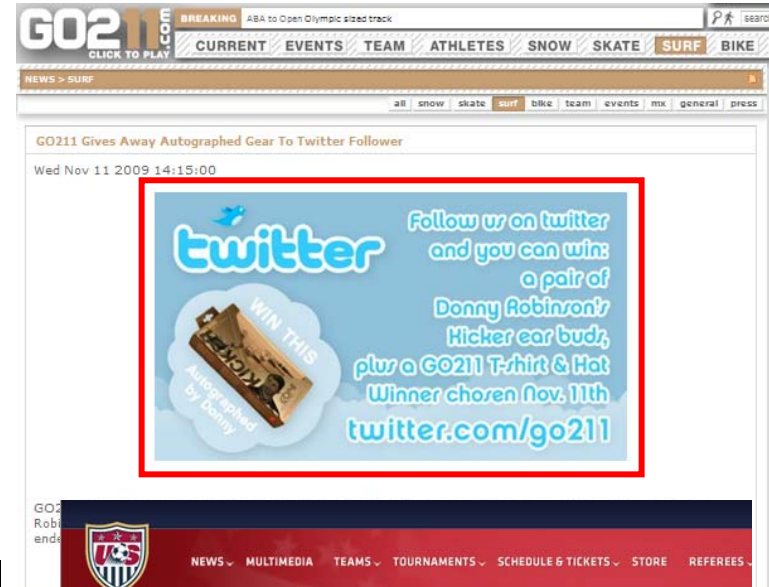 GO211.COM
CLICK TO PLAY
BREAKING ABA to Open Olympic sized track
CURRENT EVENTS TEAM ATHLETES SNOW SKATE SURF BIKE
NEWS > SURF
all snow skate surf bike team events mx general press
GO211 Gives Away Autographed Gear To Twitter Follower
Wed Nov 11 2009 14:15:00
twitter
Follow us on twitter
and you can win:
a pair of
Donny Robinson's
Kicker ear buds,
plus a GO211 T-shirt & Hat
Winner chosen Nov. 11th
twitter.com/go211
WIN THIS
KICKER
Autographed
by Donny
US
NEWS MULTIMEDIA TEAMS TOURNAMENTS SCHEDULE & TICKETS STORE REFEREES